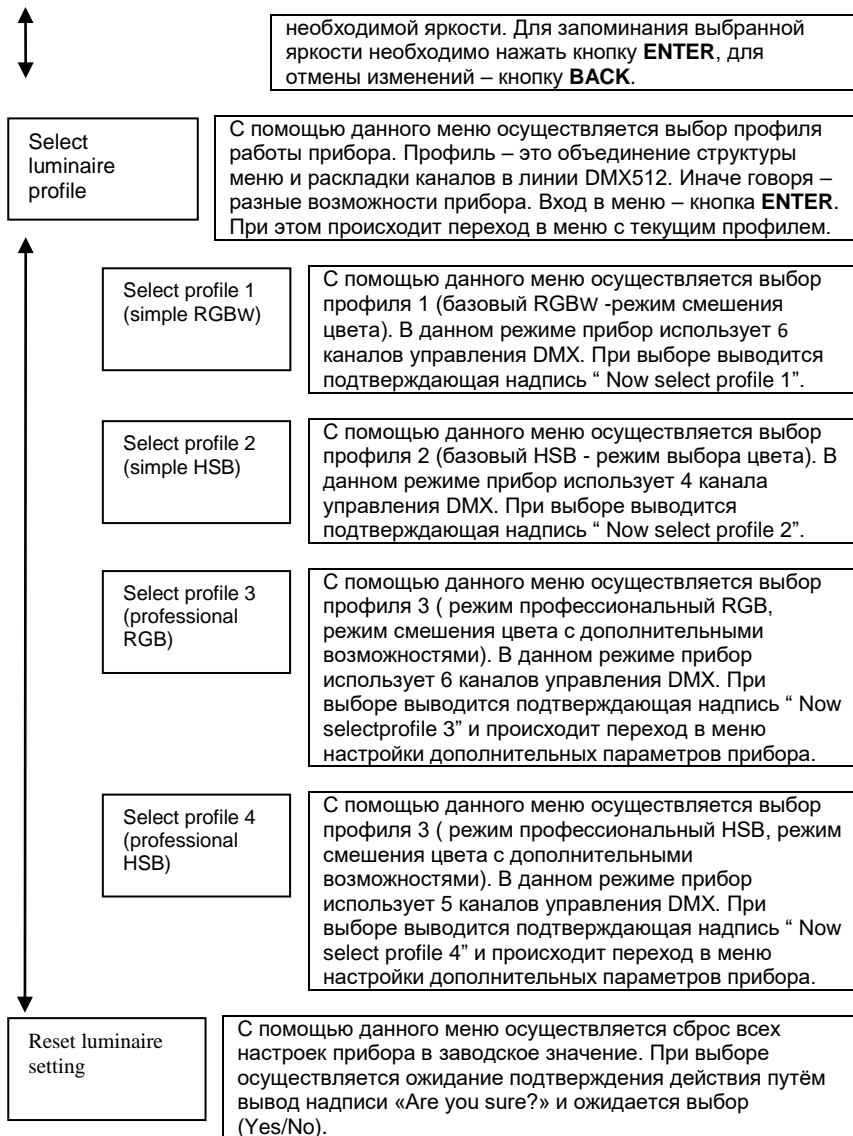 необходимой яркости. Для запоминания выбранной
яркости необходимо нажать кнопку ENTER, для
отмены изменений – кнопку BACK.
Select
luminaire
profile
С помощью данного меню осуществляется выбор профиля
работы прибора. Профиль – это объединение структуры
меню и раскладки каналов в линии DMX512. Иначе говоря –
разные возможности прибора. Вход в меню – кнопка ENTER.
При этом происходит переход в меню с текущим профилем.
Select profile 1
(simple RGBW)
С помощью данного меню осуществляется выбор
профиля 1 (базовый RGBW -режим смешения
цвета). В данном режиме прибор использует 6
каналов управления DMX. При выборе выводится
подтверждающая надпись “ Now select profile 1”.
Select profile 2
(simple HSB)
С помощью данного меню осуществляется выбор
профиля 2 (базовый HSB - режим выбора цвета). В
данном режиме прибор использует 4 канала
управления DMX. При выборе выводится
подтверждающая надпись “ Now select profile 2”.
Select profile 3
(professional
RGB)
С помощью данного меню осуществляется выбор
профиля 3 ( режим профессиональный RGB,
режим смешения цвета с дополнительными
возможностями). В данном режиме прибор
использует 6 каналов управления DMX. При
выборе выводится подтверждающая надпись “ Now
selectprofile 3” и происходит переход в меню
настройки дополнительных параметров прибора.
Select profile 4
(professional
HSB)
С помощью данного меню осуществляется выбор
профиля 3 ( режим профессиональный HSB, режим
смешения цвета с дополнительными
возможностями). В данном режиме прибор
использует 5 каналов управления DMX. При
выборе выводится подтверждающая надпись “ Now
select profile 4” и происходит переход в меню
настройки дополнительных параметров прибора.
Reset luminaire
setting
С помощью данного меню осуществляется сброс всех
настроек прибора в заводское значение. При выборе
осуществляется ожидание подтверждения действия путём
вывод надписи «Are you sure?» и ожидается выбор
(Yes/No).